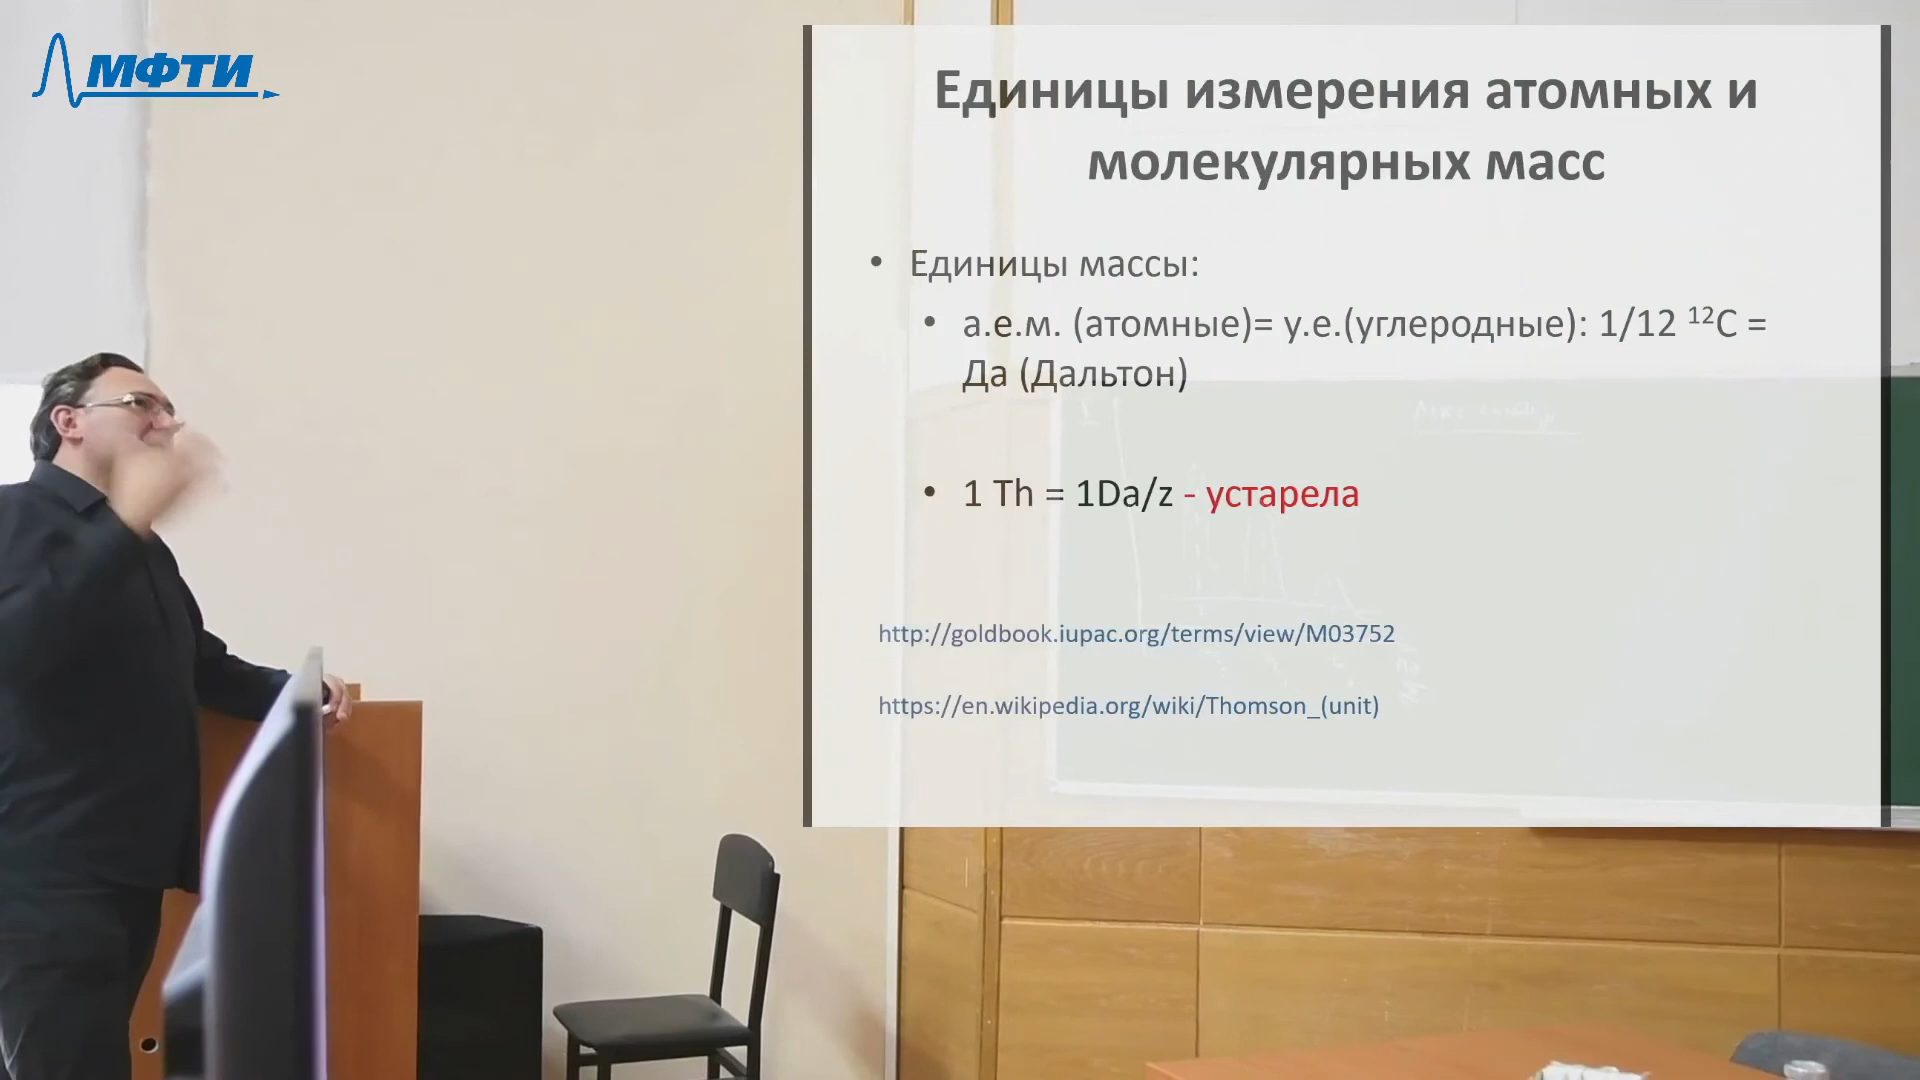 МФТИ
Единицы измерения атомных и
молекулярных масс
• Единицы массы:
• а.е.м. (атомные)= у.е.(углеродные): 1/12 ¹²C =
Да (Дальтон)
• 1 Th = 1Da/z - устарела
http://goldbook.iupac.org/terms/view/M03752
https://en.wikipedia.org/wiki/Thomson_(unit)